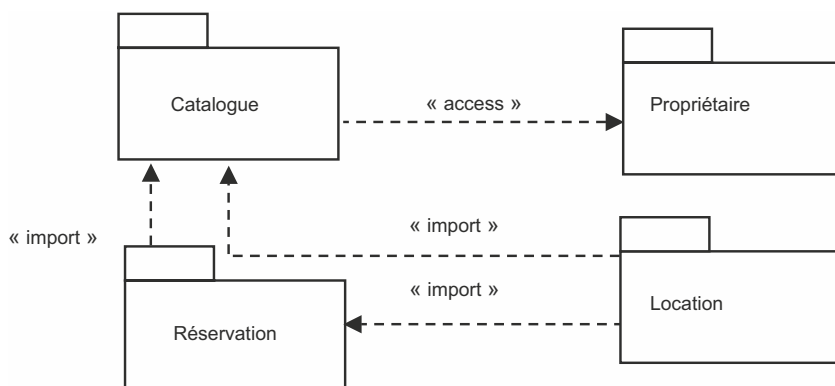 Catalogue
« access »
Propriétaire
« import »
« import »
« import »
Location
Réservation